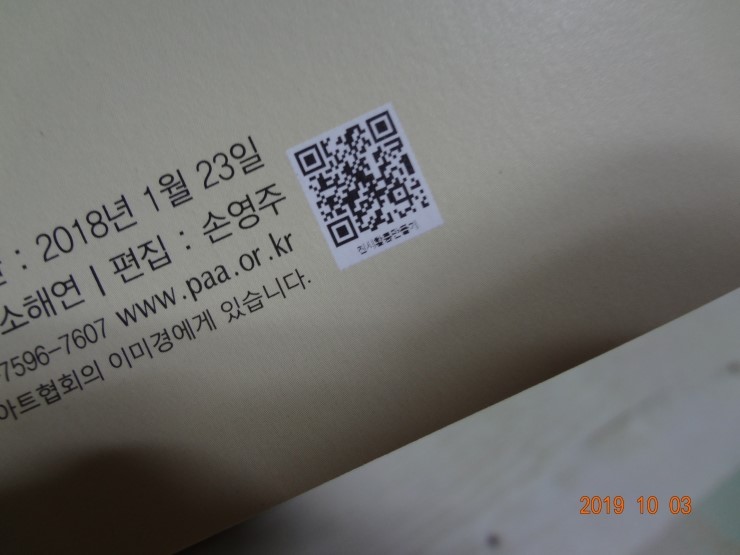 : 2018년 1월 23일
소해연 | 편집 : 손영주
7596-7607 www.paa.or.kr
아트협회의 이미경에게 있습니다.
2019 10 03